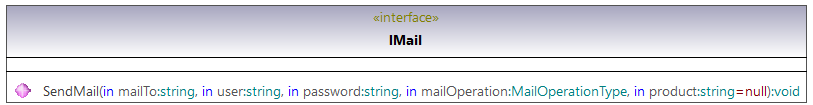 «interface»
IMail
SendMail(in mailTo:string, in user:string, in password:string, in mailOperation:MailOperationType, in product:string=null):void